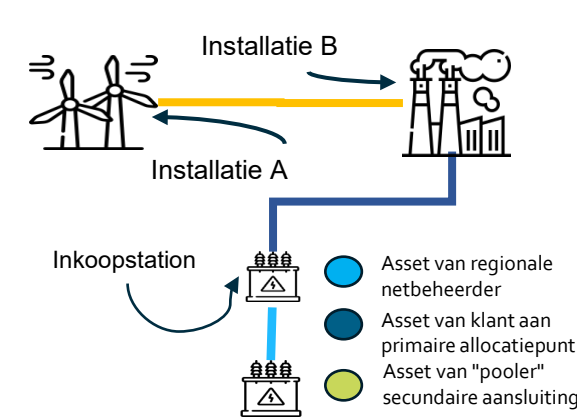 Installatie B
Installatie A
Inkoopstation
Asset van regionale
netbeheerder
Asset van klant aan
primaire allocatiepunt
Asset van "pooler"
secundaire aansluiting